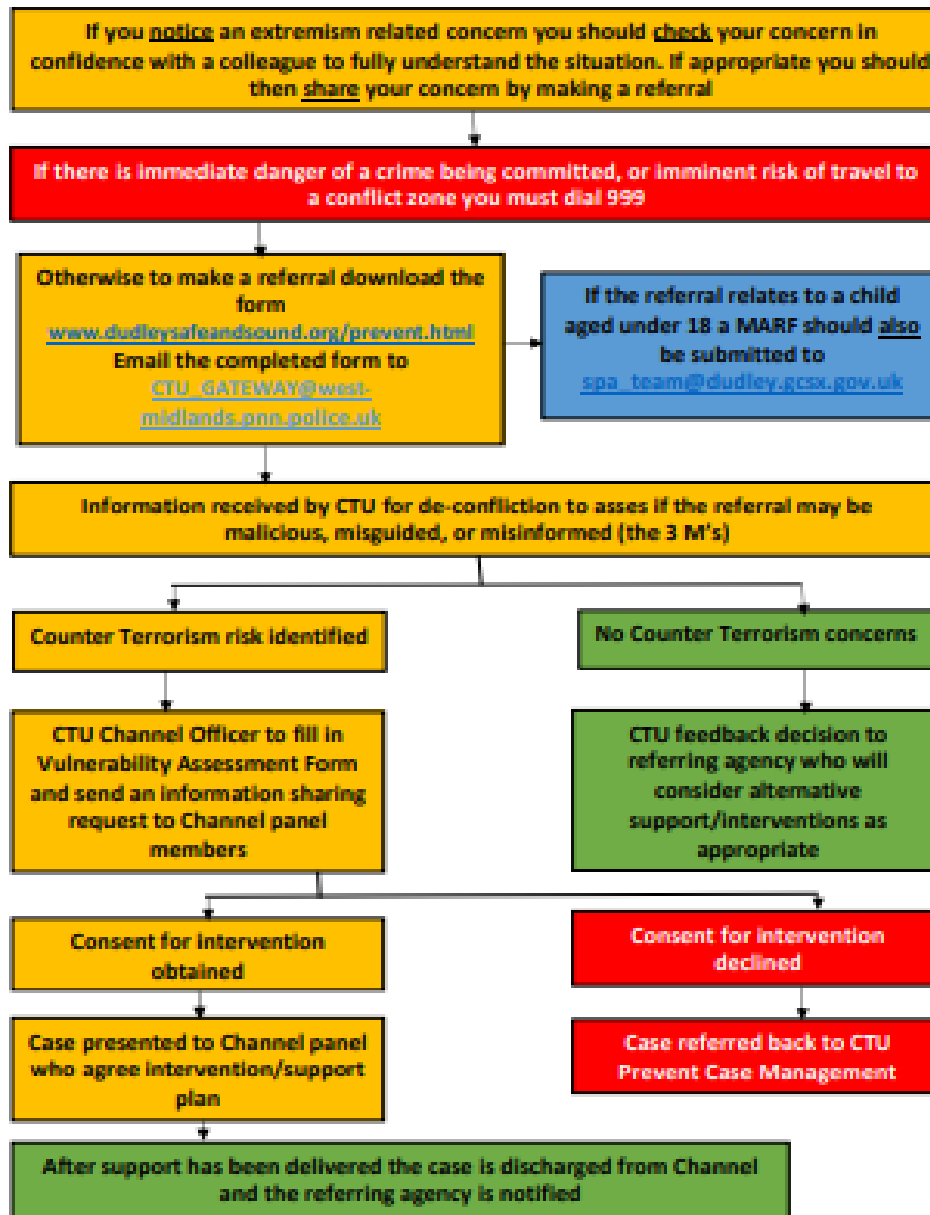 If you notice an extremism related concern you should check your concern in
confidence with a colleague to fully understand the situation. If appropriate you should
then share your concern by making a referral
If there is immediate danger of a crime being committed, or imminent risk of travel to
a conflict zone you must dial 999
Otherwise to make a referral download the
form
www.dudleysafeandsound.org/prevent.html
Email the completed form to
CTU_GATEWAY@west-
midlands.pnn.police.uk
If the referral relates to a child
aged under 18 a MARF should also
be submitted to
spa_team@dudley.gcsx.gov.uk
Information received by CTU for de-confliction to asses if the referral may be
malicious, misguided, or misinformed (the 3 M's)
Counter Terrorism risk identified
No Counter Terrorism concerns
CTU Channel Officer to fill in
Vulnerability Assessment Form
and send an information sharing
request to Channel panel
members
CTU feedback decision to
referring agency who will
consider alternative
support/interventions as
appropriate
Consent for intervention
obtained
Consent for intervention
declined
Case presented to Channel panel
who agree intervention/support
plan
Case referred back to CTU
Prevent Case Management
After support has been delivered the case is discharged from Channel
and the referring agency is notified